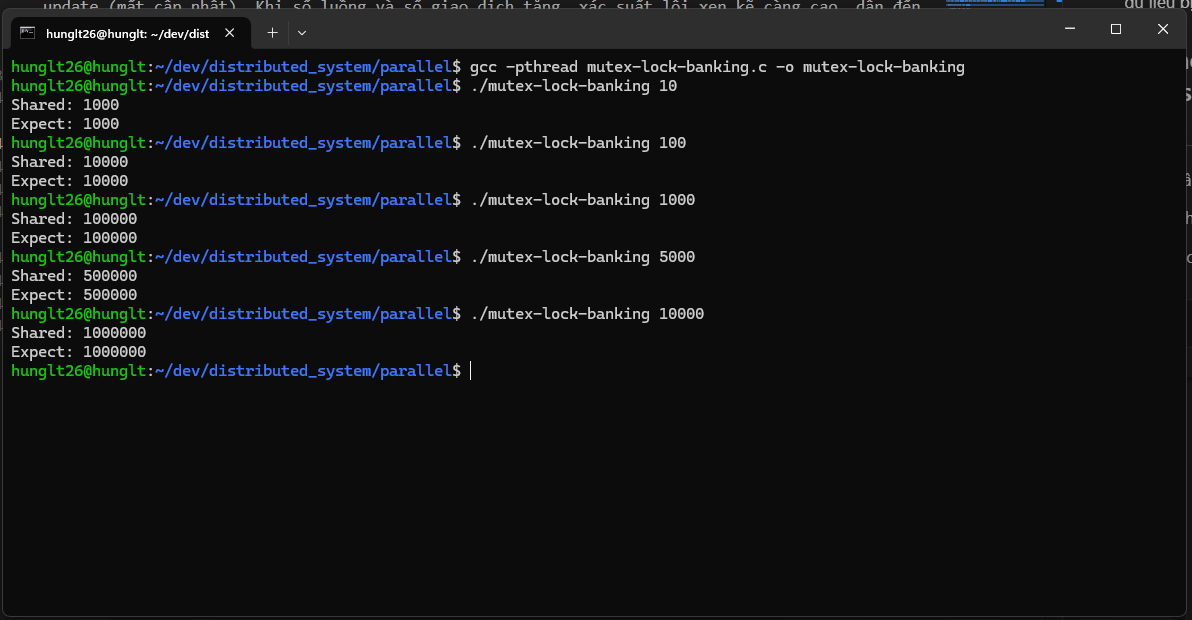 update (mất cập nhật). Khi số luồng và số giao dịch tăng, xác suất lỗi xen kẽ càng cao, dẫn đến
dữ liệu bị
hunglt26@hunglt: ~/dev/dist
hunglt26@hunglt:~/dev/distributed_system/parallel$ gcc -pthread mutex-lock-banking.c -o mutex-lock-banking
hunglt26@hunglt:~/dev/distributed_system/parallel$ ./mutex-lock-banking 10
Shared: 1000
Expect: 1000
hunglt26@hunglt:~/dev/distributed_system/parallel$ ./mutex-lock-banking 100
Shared: 10000
Expect: 10000
hunglt26@hunglt:~/dev/distributed_system/parallel$ ./mutex-lock-banking 1000
Shared: 100000
Expect: 100000
hunglt26@hunglt:~/dev/distributed_system/parallel$ ./mutex-lock-banking 5000
Shared: 500000
Expect: 500000
hunglt26@hunglt:~/dev/distributed_system/parallel$ ./mutex-lock-banking 10000
Shared: 1000000
Expect: 1000000
hunglt26@hunglt:~/dev/distributed_system/parallel$